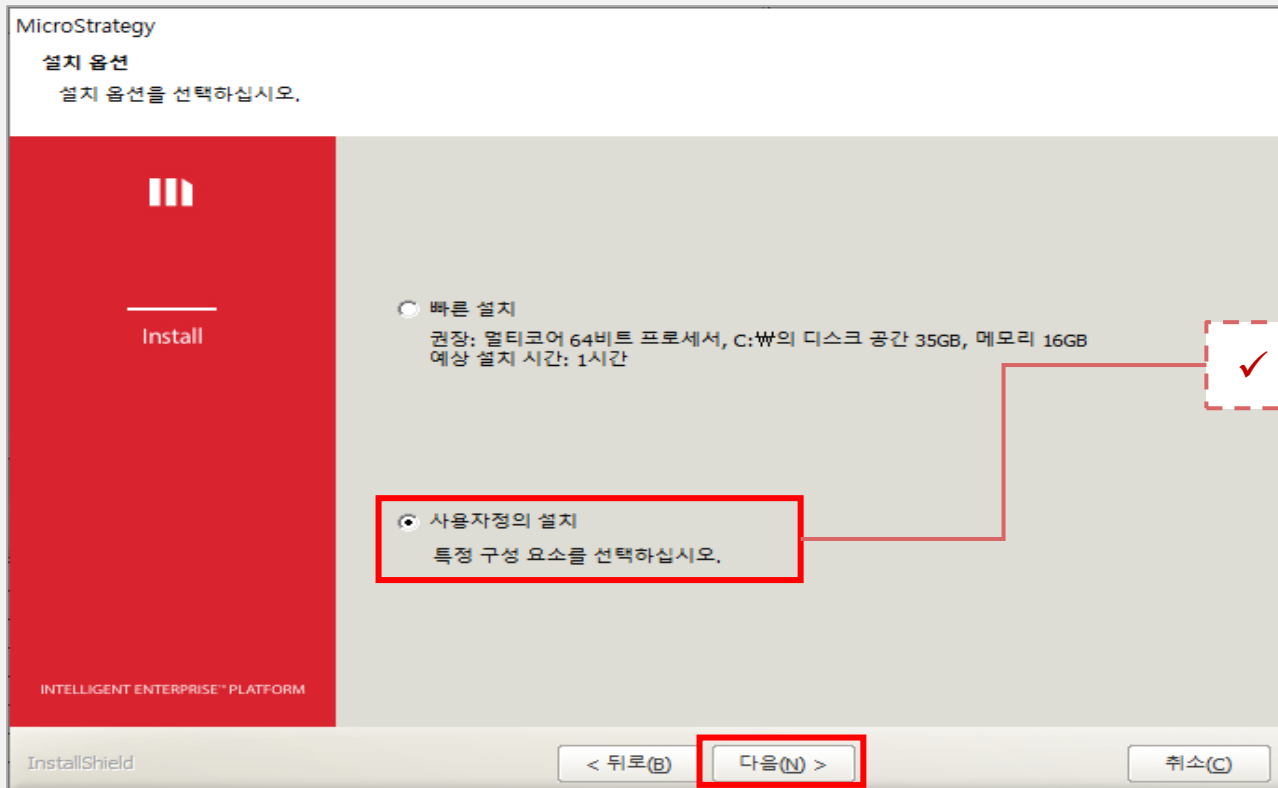 MicroStrategy
설치 옵션
설치 옵션을 선택하십시오.
Install
빠른 설치
권장: 멀티코어 64비트 프로세서, C:₩의 디스크 공간 35GB, 메모리 16GB
예상 설치 시간: 1시간
사용자정의 설치
특정 구성 요소를 선택하십시오.
INTELLIGENT ENTERPRISE™ PLATFORM
InstallShield
< 뒤로(B)
다음(N) >
취소(C)